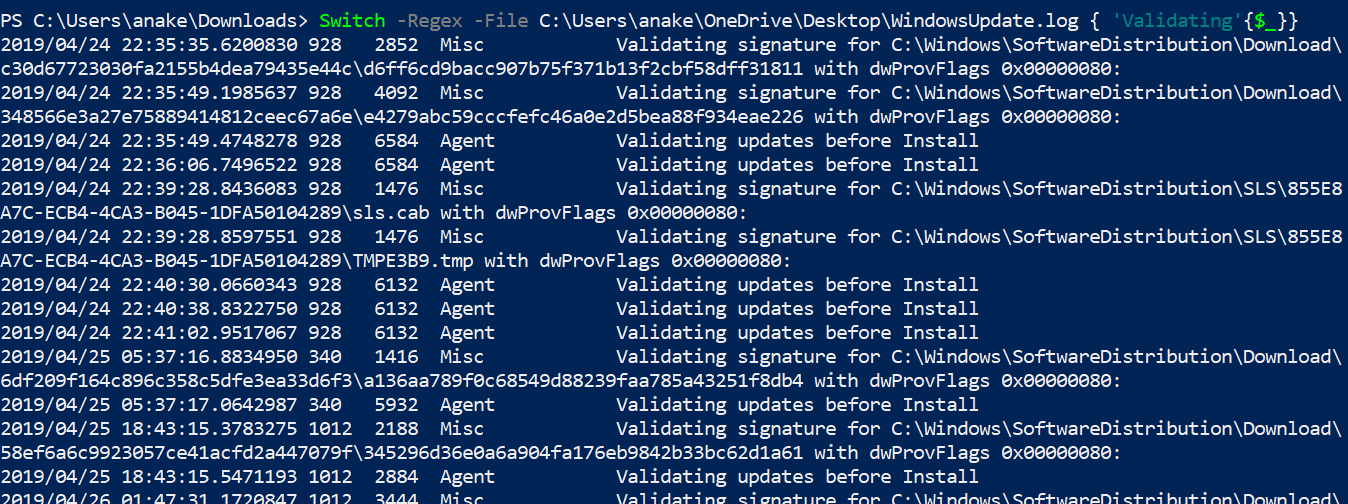 PS C:\Users\anake\Downloads> Switch -Regex -File C:\Users\anake\OneDrive\Desktop\WindowsUpdate.log { 'Validating'{$_}}
2019/04/24 22:35:35.6200830 928   2852  Misc            Validating signature for C:\Windows\SoftwareDistribution\Download\
c30d67723030fa2155b4dea79435e44c\d6ff6cd9bacc907b75f371b13f2cbf58dff31811 with dwProvFlags 0x00000080:
2019/04/24 22:35:49.1985637 928   4092  Misc            Validating signature for C:\Windows\SoftwareDistribution\Download\
348566e3a27e75889414812ceec67a6e\e4279abc59cccfefc46a0e2d5bea88f934eae226 with dwProvFlags 0x00000080:
2019/04/24 22:35:49.4748278 928   6584  Agent           Validating updates before Install
2019/04/24 22:36:06.7496522 928   6584  Agent           Validating updates before Install
2019/04/24 22:39:28.8436083 928   1476  Misc            Validating signature for C:\Windows\SoftwareDistribution\SLS\855E8
A7C-ECB4-4CA3-B045-1DFA50104289\sls.cab with dwProvFlags 0x00000080:
2019/04/24 22:39:28.8597551 928   1476  Misc            Validating signature for C:\Windows\SoftwareDistribution\SLS\855E8
A7C-ECB4-4CA3-B045-1DFA50104289\TMPE3B9.tmp with dwProvFlags 0x00000080:
2019/04/24 22:40:30.0660343 928   6132  Agent           Validating updates before Install
2019/04/24 22:40:38.8322750 928   6132  Agent           Validating updates before Install
2019/04/24 22:41:02.9517067 928   6132  Agent           Validating updates before Install
2019/04/25 05:37:16.8834950 340   1416  Misc            Validating signature for C:\Windows\SoftwareDistribution\Download\
6df209f164c896c358c5dfe3ea33d6f3\a136aa789f0c68549d88239faa785a43251f8db4 with dwProvFlags 0x00000080:
2019/04/25 05:37:17.0642987 340   5932  Agent           Validating updates before Install
2019/04/25 18:43:15.3783275 1012  2188  Misc            Validating signature for C:\Windows\SoftwareDistribution\Download\
58ef6a6c9923057ce41acfd2a447079f\345296d36e0a6a904fa176eb9842b33bc62d1a61 with dwProvFlags 0x00000080:
2019/04/25 18:43:15.5471193 1012  2884  Agent           Validating updates before Install
2019/04/26 01:47:31.1720847 1012  3444  Misc            Validating signature for C:\Windows\SoftwareDistribution\Download\